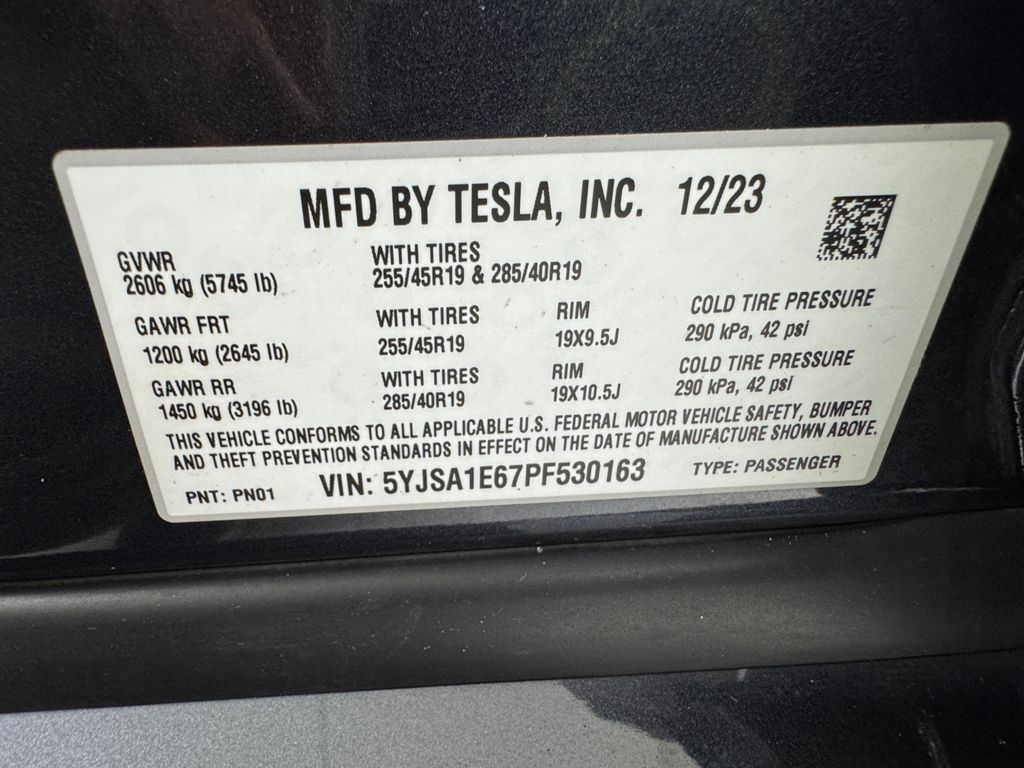 MFD BY TESLA, INC. 12/23
GVWR
2606 kg (5745 lb)
WITH TIRES
255/45R19 & 285/40R19
GAWR FRT
1200 kg (2645 lb)
WITH TIRES
255/45R19
RIM
19X9.5J
COLD TIRE PRESSURE
290 kPa, 42 psi
GAWR RR
1450 kg (3196 lb)
WITH TIRES
285/40R19
RIM
19X10.5J
COLD TIRE PRESSURE
290 kPa, 42 psi
THIS VEHICLE CONFORMS TO ALL APPLICABLE U.S. FEDERAL MOTOR VEHICLE SAFETY, BUMPER
AND THEFT PREVENTION STANDARDS IN EFFECT ON THE DATE OF MANUFACTURE SHOWN ABOVE.
PNT: PN01 VIN: 5YJSA1E67PF530163 TYPE: PASSENGER